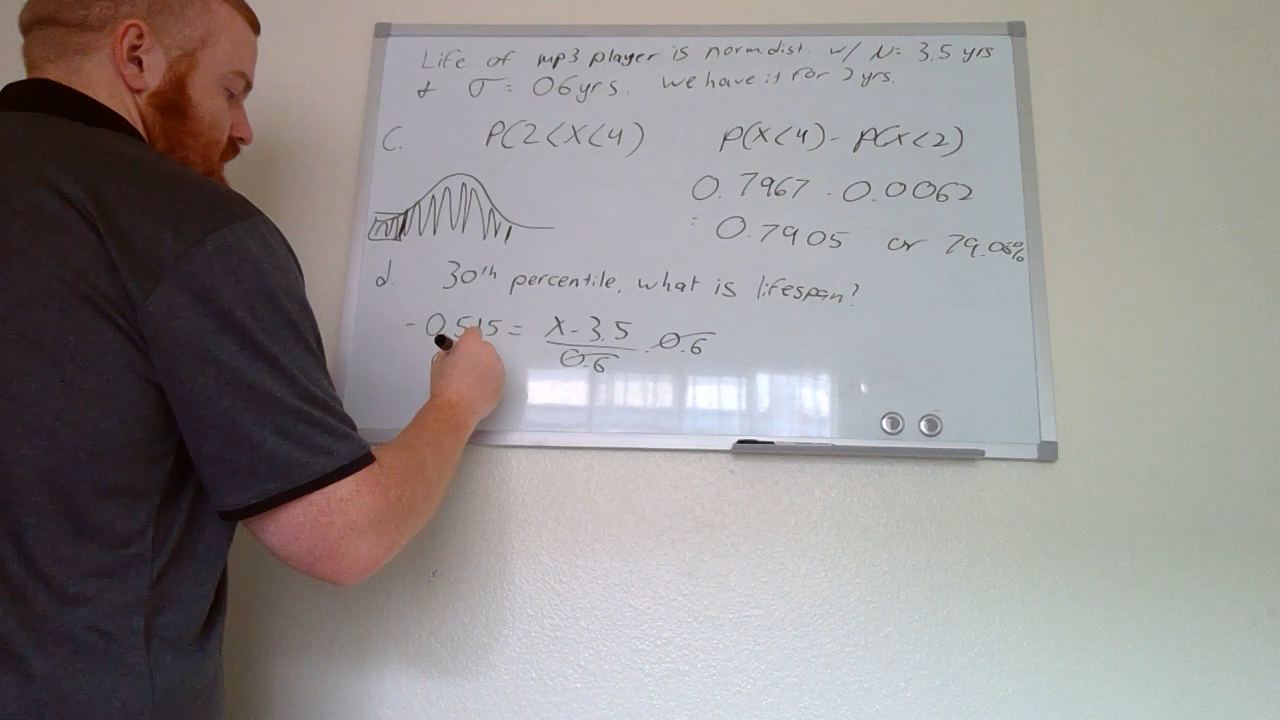 Life of mp3 player is norm. dist. w/ μ: 3.5 yrs
+ σ: 0.6 yrs. we have it for 2 yrs.
C. P(2<X<4) P(X<4) - P(X<2)
0.7967 - 0.0062
= 0.7905 or 79.05%
d. 30th percentile, what is lifespan?
-0.515 = X-3.5 . 0.6
0.6